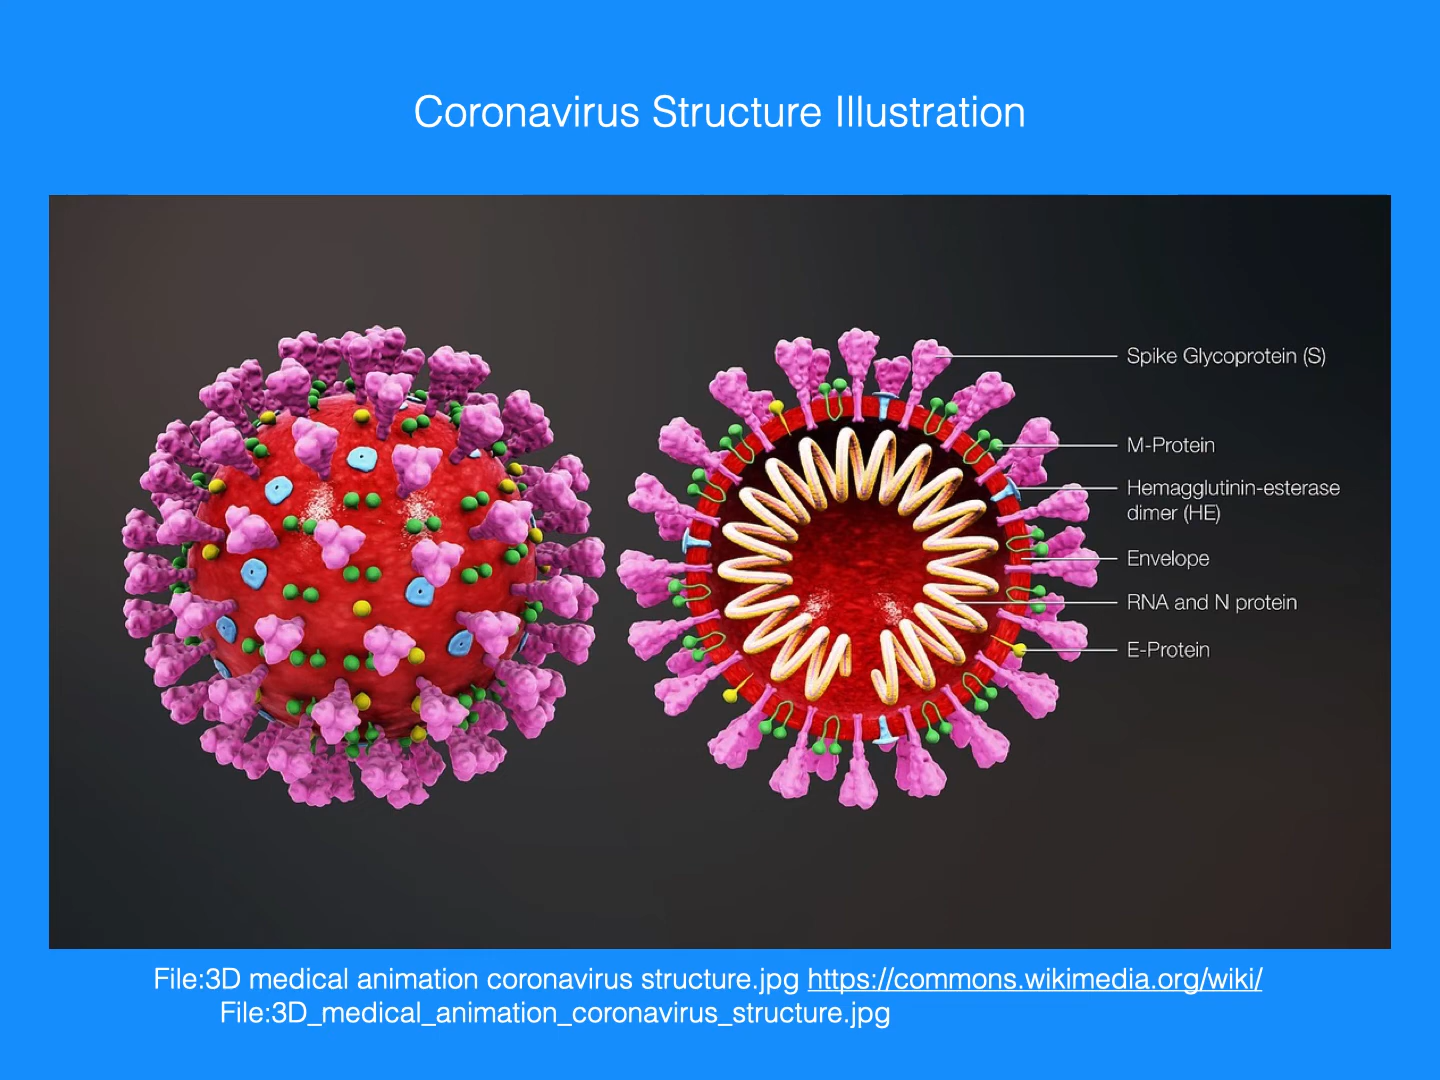 Coronavirus Structure Illustration
Spike Glycoprotein (S)
M-Protein
Hemagglutinin-esterase
dimer (HE)
Envelope
RNA and N protein
E-Protein
File:3D medical animation coronavirus structure.jpg https://commons.wikimedia.org/wiki/
File:3D_medical_animation_coronavirus_structure.jpg